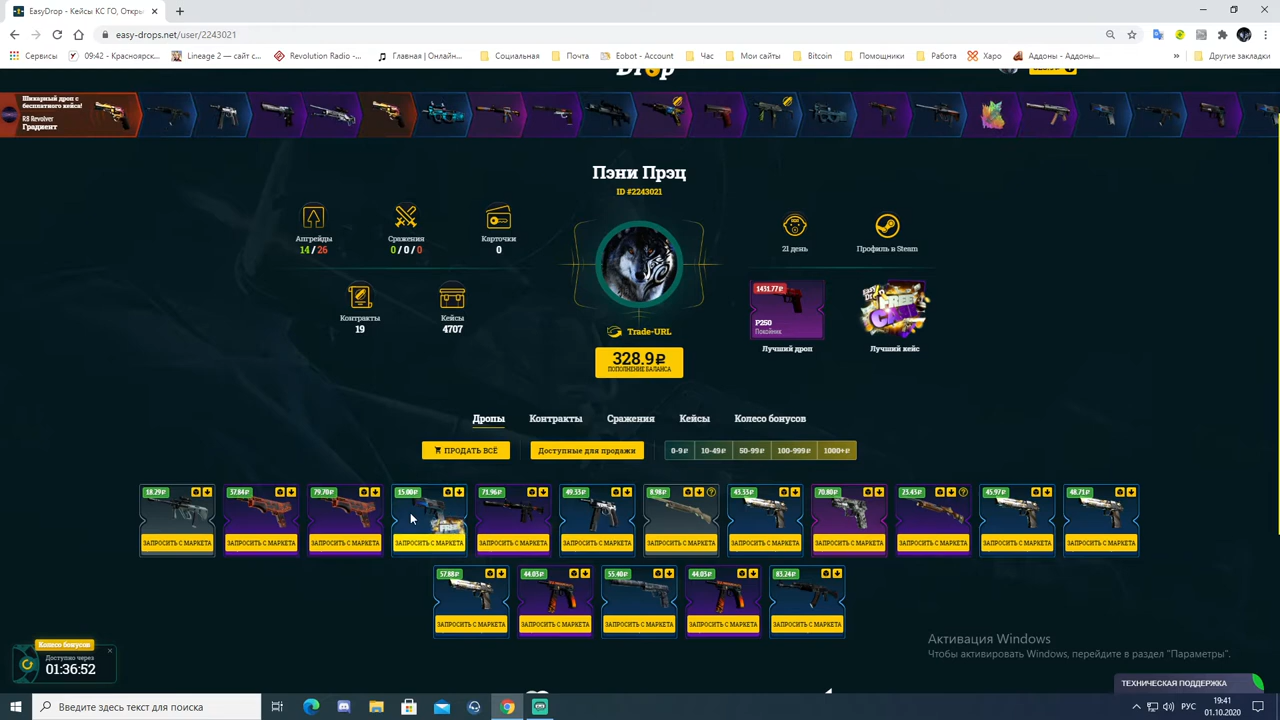 EasyDrop - Кейсы КС ГО, Откры
easy-drops.net/user/2243021
Сервисы
09:42 - Красноярск...
Lineage 2 — сайт с...
Revolution Radio -...
Главная | Онлайн...
Социальная
Почта
Eobot - Account
Час
Мои сайты
Bitcoin
Помощники
Работа
Харо
Аддоны - Аддоны...
»
Другие закладки
Drop
Шикарный дроп с
бесплатного кейса!
R8 Revolver
Градиент
Пэни Прэц
ID #2243021
Апгрейды
14 / 26
Сражения
0 / 0 / 0
Карточки
0
21 день
Профиль в Steam
Контракты
19
Кейсы
4707
1431.77₽
P250
Покойник
Лучший дроп
Лучший кейс
Trade-URL
328.9₽
ПОПОЛНЕНИЕ БАЛАНСА
Дропы
Контракты
Сражения
Кейсы
Колесо бонусов
ПРОДАТЬ ВСЁ
Доступные для продажи
0-9₽
10-49₽
50-99₽
100-999₽
1000+₽
18.29₽
57.84₽
79.70₽
15.00₽
71.96₽
49.33₽
8.98₽
43.33₽
70.80₽
23.43₽
45.97₽
48.71₽
ЗАПРОСИТЬ С МАРКЕТА
ЗАПРОСИТЬ С МАРКЕТА
ЗАПРОСИТЬ С МАРКЕТА
ЗАПРОСИТЬ С МАРКЕТА
ЗАПРОСИТЬ С МАРКЕТА
ЗАПРОСИТЬ С МАРКЕТА
ЗАПРОСИТЬ С МАРКЕТА
ЗАПРОСИТЬ С МАРКЕТА
ЗАПРОСИТЬ С МАРКЕТА
ЗАПРОСИТЬ С МАРКЕТА
ЗАПРОСИТЬ С МАРКЕТА
ЗАПРОСИТЬ С МАРКЕТА
57.88₽
44.03₽
55.40₽
44.03₽
83.24₽
ЗАПРОСИТЬ С МАРКЕТА
ЗАПРОСИТЬ С МАРКЕТА
ЗАПРОСИТЬ С МАРКЕТА
ЗАПРОСИТЬ С МАРКЕТА
ЗАПРОСИТЬ С МАРКЕТА
Колесо бонусов
Доступно через
01:36:52
Активация Windows
Чтобы активировать Windows, перейдите в раздел "Параметры".
ТЕХНИЧЕСКАЯ ПОДДЕРЖКА
Введите здесь текст для поиска
РУС
19:41
01.10.2020